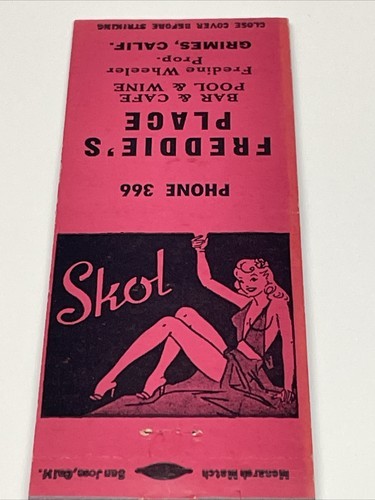 CLOSE COVER BEFORE STRIKING
GRIMES, CALIF.
Prop.
Fredine Wheeler
POOL & WINE
BAR & CAFE
PLACE
FREDDIE'S
PHONE 366
Skol
Monarch Match San Jose, Calif.